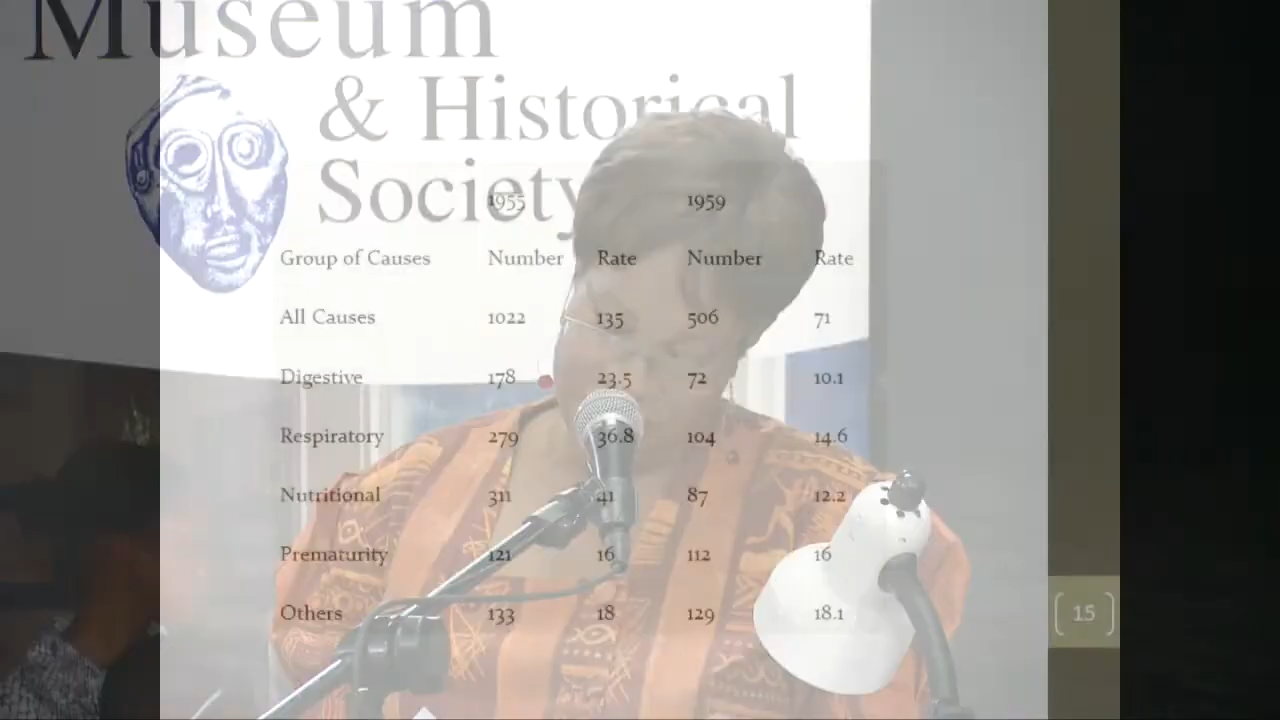 Museum
& Historical
Society
1955 1959
Group of Causes Number Rate Number Rate
All Causes 1022 135 506 71
Digestive 178 23.5 72 10.1
Respiratory 279 36.8 104 14.6
Nutritional 311 41 87 12.2
Prematurity 121 16 112 16
Others 133 18 129 18.1
15